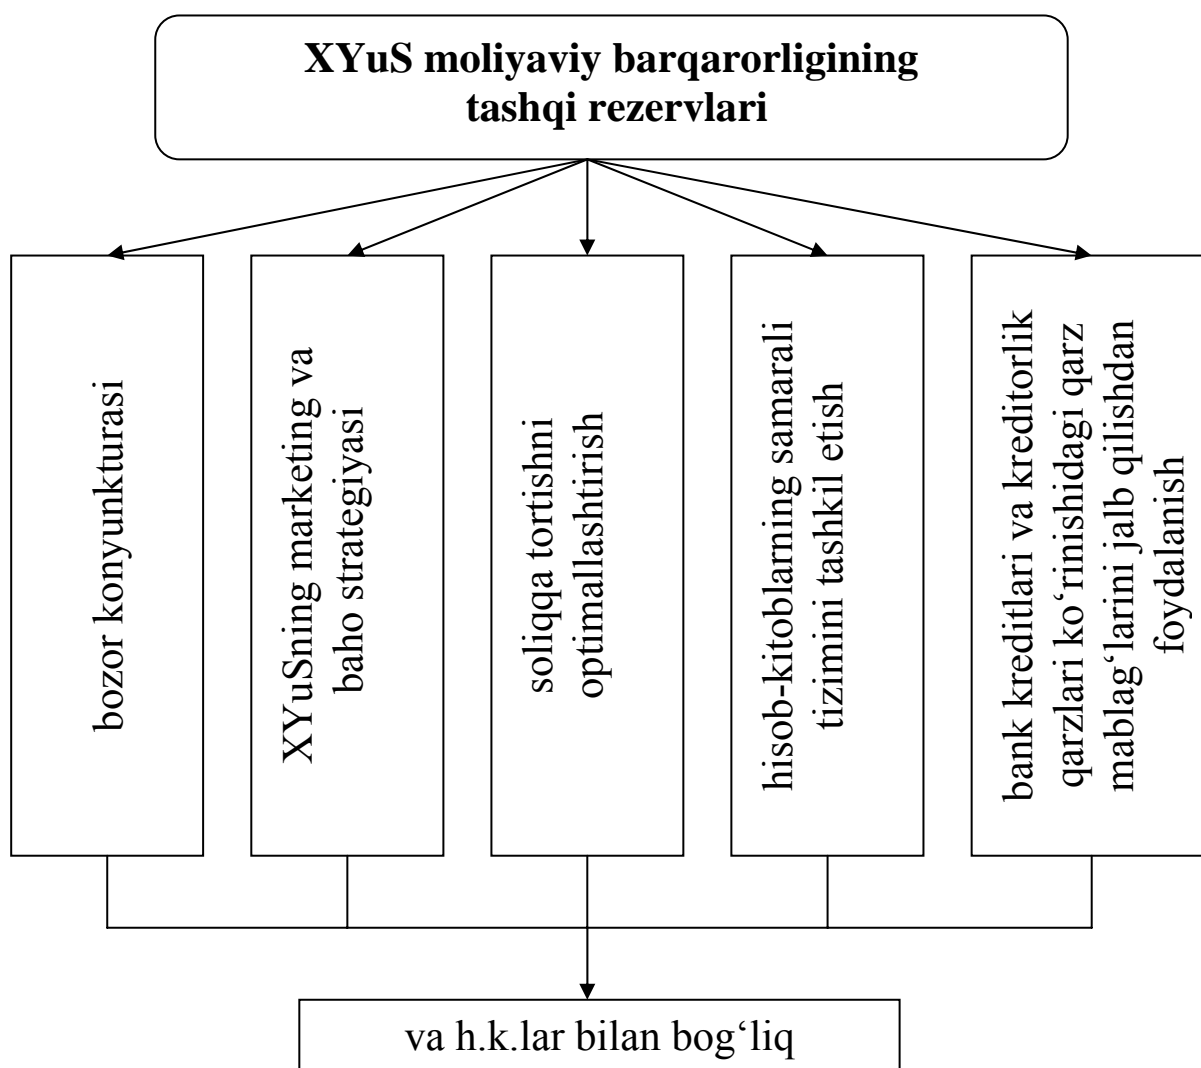 XYuS moliyaviy barqarorligining
tashqi rezervlari
bozor konyunkturasi
XYuSning marketing va
baho strategiyasi
soliqqa tortishni
optimallashtirish
hisob-kitoblarning samarali
tizimini tashkil etish
bank kreditlari va kreditorlik
qarzlari ko‘rinishidagi qarz
mablag‘larini jalb qilishdan
foydalanish
va h.k.lar bilan bog‘liq